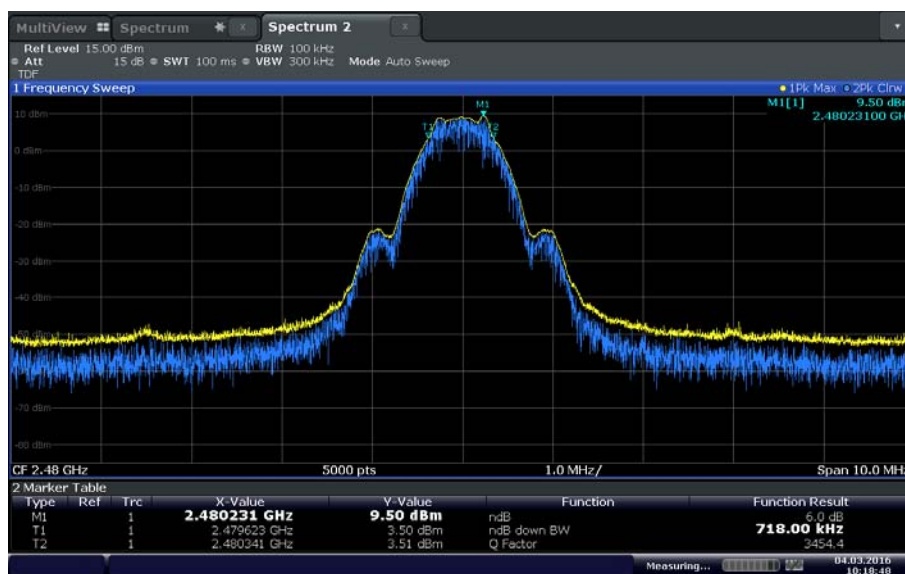 MultiView Spectrum x Spectrum 2 x
Ref Level 15.00 dBm RBW 100 kHz
Att 15 dB SWT 100 ms VBW 300 kHz Mode Auto Sweep
TDF
1 Frequency Sweep 1Pk Max 2Pk Clrw
M1[1] 9.50 dBm
2.48023100 GH
10 dBm
M1
T1 T2
0 dBm
-10 dBm
-20 dBm
-30 dBm
-40 dBm
-50 dBm
-70 dBm
-80 dBm
CF 2.48 GHz 5000 pts 1.0 MHz/ Span 10.0 MHz
2 Marker Table
Type Ref Trc X-Value Y-Value Function Function Result
M1 1 2.480231 GHz 9.50 dBm ndB 6.0 dB
T1 1 2.479623 GHz 3.50 dBm ndB down BW 718.00 kHz
T2 1 2.480341 GHz 3.51 dBm Q Factor 3454.4
Measuring... 04.03.2016
10:18:48